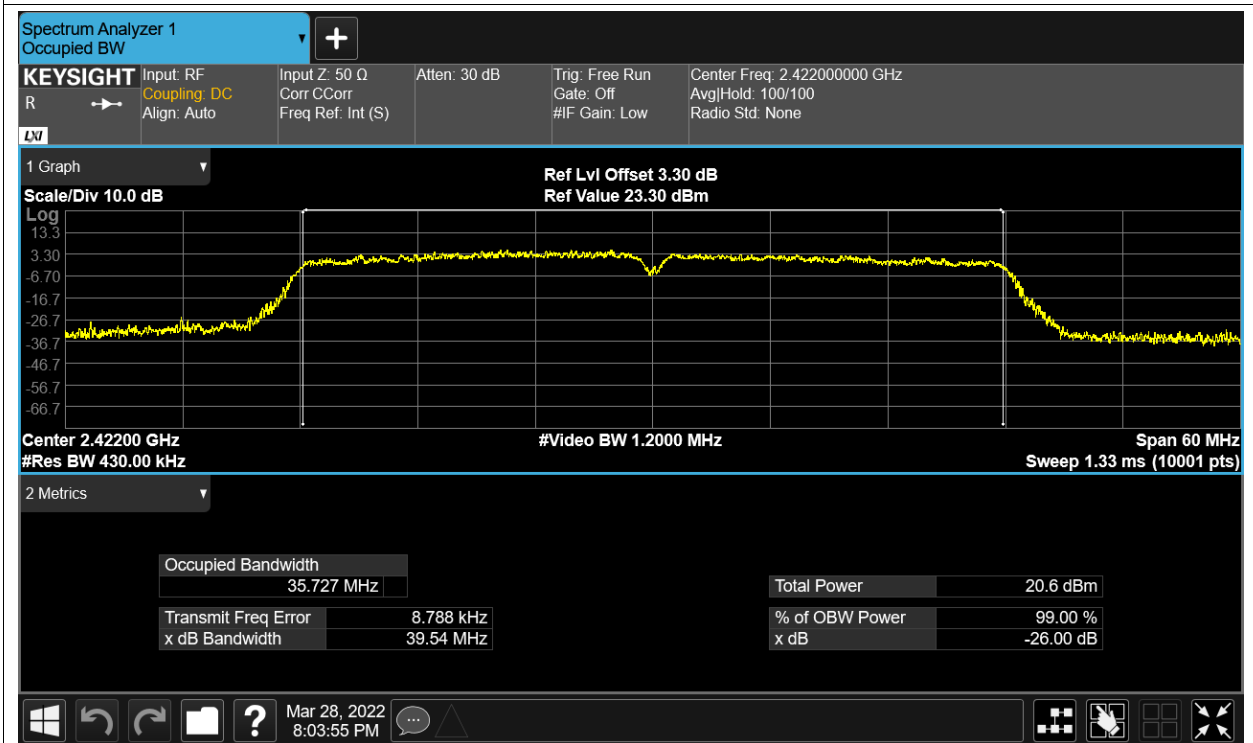 Spectrum Analyzer 1
Occupied BW
KEYSIGHT
R
LXI
Input: RF
Coupling: DC
Align: Auto
Input Z: 50 Ω
Corr CCorr
Freq Ref: Int (S)
Atten: 30 dB
Trig: Free Run
Gate: Off
#IF Gain: Low
Center Freq: 2.422000000 GHz
Avg|Hold: 100/100
Radio Std: None
1 Graph
Scale/Div 10.0 dB
Ref Lvl Offset 3.30 dB
Ref Value 23.30 dBm
Log
13.3
3.30
-6.70
-16.7
-26.7
-36.7
-46.7
-56.7
-66.7
Center 2.42200 GHz
#Video BW 1.2000 MHz
Span 60 MHz
#Res BW 430.00 kHz
Sweep 1.33 ms (10001 pts)
2 Metrics
Occupied Bandwidth
35.727 MHz
Transmit Freq Error 8.788 kHz
x dB Bandwidth 39.54 MHz
Total Power 20.6 dBm
% of OBW Power 99.00 %
x dB -26.00 dB
?
Mar 28, 2022
8:03:55 PM